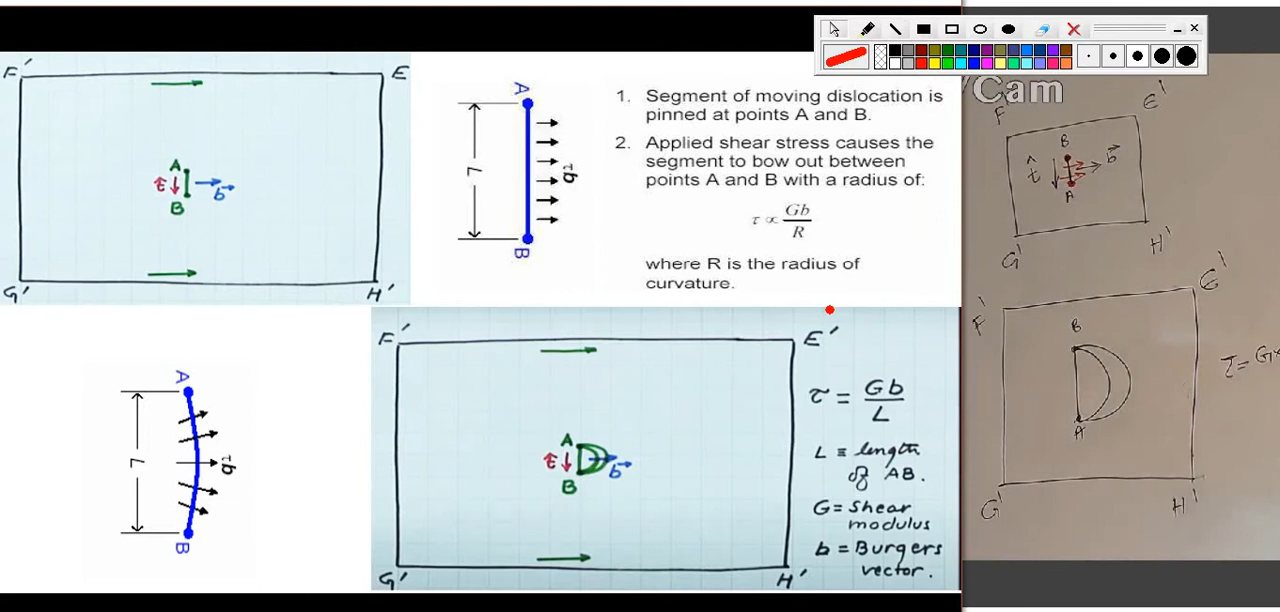 F′
E
A
t
b
B
G′
H′
A
L
τb
B
1. Segment of moving dislocation is
pinned at points A and B.
2. Applied shear stress causes the
segment to bow out between
points A and B with a radius of:
τ ∝ Gb
R
where R is the radius of
curvature.
A
L
τb
B
F′
E′
A
t
b
B
G′
H′
τ = Gb
L
L ≡ length
of AB.
G = Shear
modulus
b = Burgers
vector.
Cam
F'
E'
B
t
b
A
G'
H'
F'
E'
B
A
G'
H'